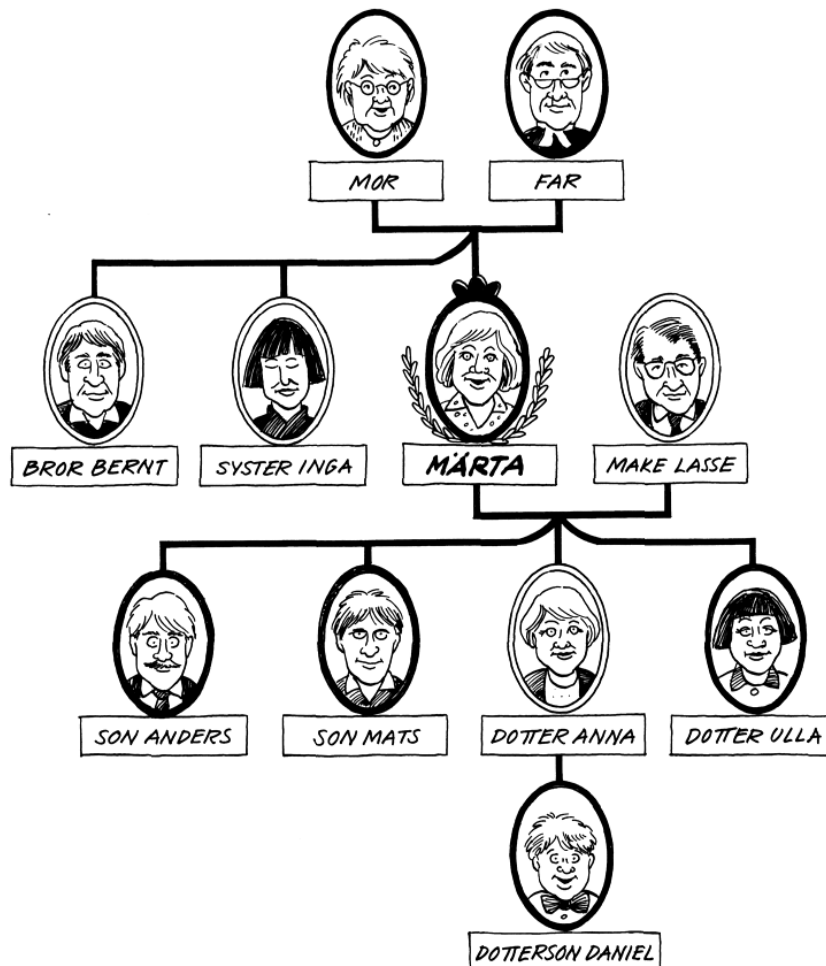 MOR
FAR
BROR BERNT
SYSTER INGA
MÄRTA
MAKE LASSE
SON ANDERS
SON MATS
DOTTER ANNA
DOTTER ULLA
DOTTERSON DANIEL